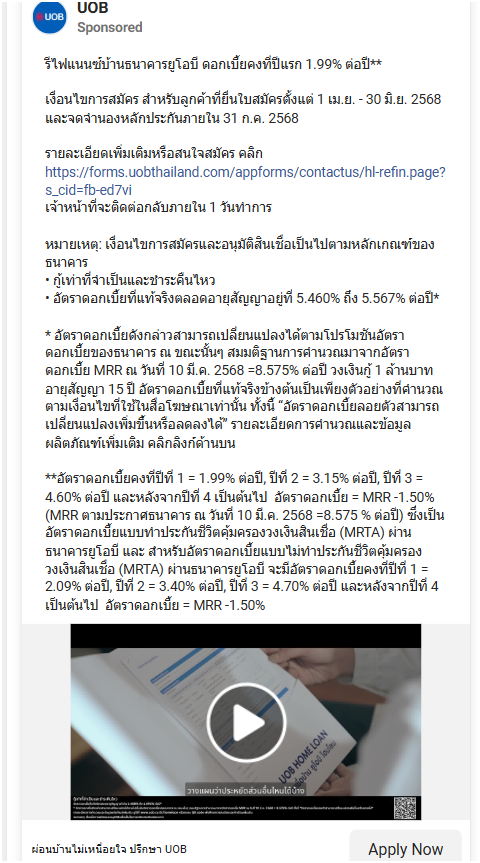 UOB
UOB
Sponsored
รีไฟแนนซ์บ้านธนาคารยูโอบี ดอกเบี้ยคงที่ปีแรก 1.99% ต่อปี**
เงื่อนไขการสมัคร สำหรับลูกค้าที่ยื่นใบสมัครตั้งแต่ 1 เม.ย. - 30 มิ.ย. 2568
และจดจำนองหลักประกันภายใน 31 ก.ค. 2568
รายละเอียดเพิ่มเติมหรือสนใจสมัคร คลิก
https://forms.uobthailand.com/appforms/contactus/hl-refin.page?
s_cid=fb-ed7vi
เจ้าหน้าที่จะติดต่อกลับภายใน 1 วันทำการ
หมายเหตุ: เงื่อนไขการสมัครและอนุมัติสินเชื่อเป็นไปตามหลักเกณฑ์ของ
ธนาคาร
• กู้เท่าที่จำเป็นและชำระคืนไหว
• อัตราดอกเบี้ยที่แท้จริงตลอดอายุสัญญาอยู่ที่ 5.460% ถึง 5.567% ต่อปี*
* อัตราดอกเบี้ยดังกล่าวสามารถเปลี่ยนแปลงได้ตามโปรโมชันอัตรา
ดอกเบี้ยของธนาคาร ณ ขณะนั้นๆ สมมติฐานการคำนวณมาจากอัตรา
ดอกเบี้ย MRR ณ วันที่ 10 มี.ค. 2568 =8.575% ต่อปี วงเงินกู้ 1 ล้านบาท
อายุสัญญา 15 ปี อัตราดอกเบี้ยที่แท้จริงข้างต้นเป็นเพียงตัวอย่างที่คำนวณ
ตามเงื่อนไขที่ใช้ในสื่อโฆษณาเท่านั้น ทั้งนี้ “อัตราดอกเบี้ยลอยตัวสามารถ
เปลี่ยนแปลงเพิ่มขึ้นหรือลดลงได้” รายละเอียดการคำนวณและข้อมูล
ผลิตภัณฑ์เพิ่มเติม คลิกลิงก์ด้านบน
**อัตราดอกเบี้ยคงที่ปีที่ 1 = 1.99% ต่อปี, ปีที่ 2 = 3.15% ต่อปี, ปีที่ 3 =
4.60% ต่อปี และหลังจากปีที่ 4 เป็นต้นไป อัตราดอกเบี้ย = MRR -1.50%
(MRR ตามประกาศธนาคาร ณ วันที่ 10 มี.ค. 2568 =8.575 % ต่อปี) ซึ่งเป็น
อัตราดอกเบี้ยแบบทำประกันชีวิตคุ้มครองวงเงินสินเชื่อ (MRTA) ผ่าน
ธนาคารยูโอบี และ สำหรับอัตราดอกเบี้ยแบบไม่ทำประกันชีวิตคุ้มครอง
วงเงินสินเชื่อ (MRTA) ผ่านธนาคารยูโอบี จะมีอัตราดอกเบี้ยคงที่ปีที่ 1 =
2.09% ต่อปี, ปีที่ 2 = 3.40% ต่อปี, ปีที่ 3 = 4.70% ต่อปี และหลังจากปีที่ 4
เป็นต้นไป อัตราดอกเบี้ย = MRR -1.50%
UOB HOME LOAN
วางแผนว่าประหยัดส่วนอื่นไหนได้บ้าง
ผ่อนบ้านไม่เหนื่อยใจ ปรึกษา UOB
Apply Now